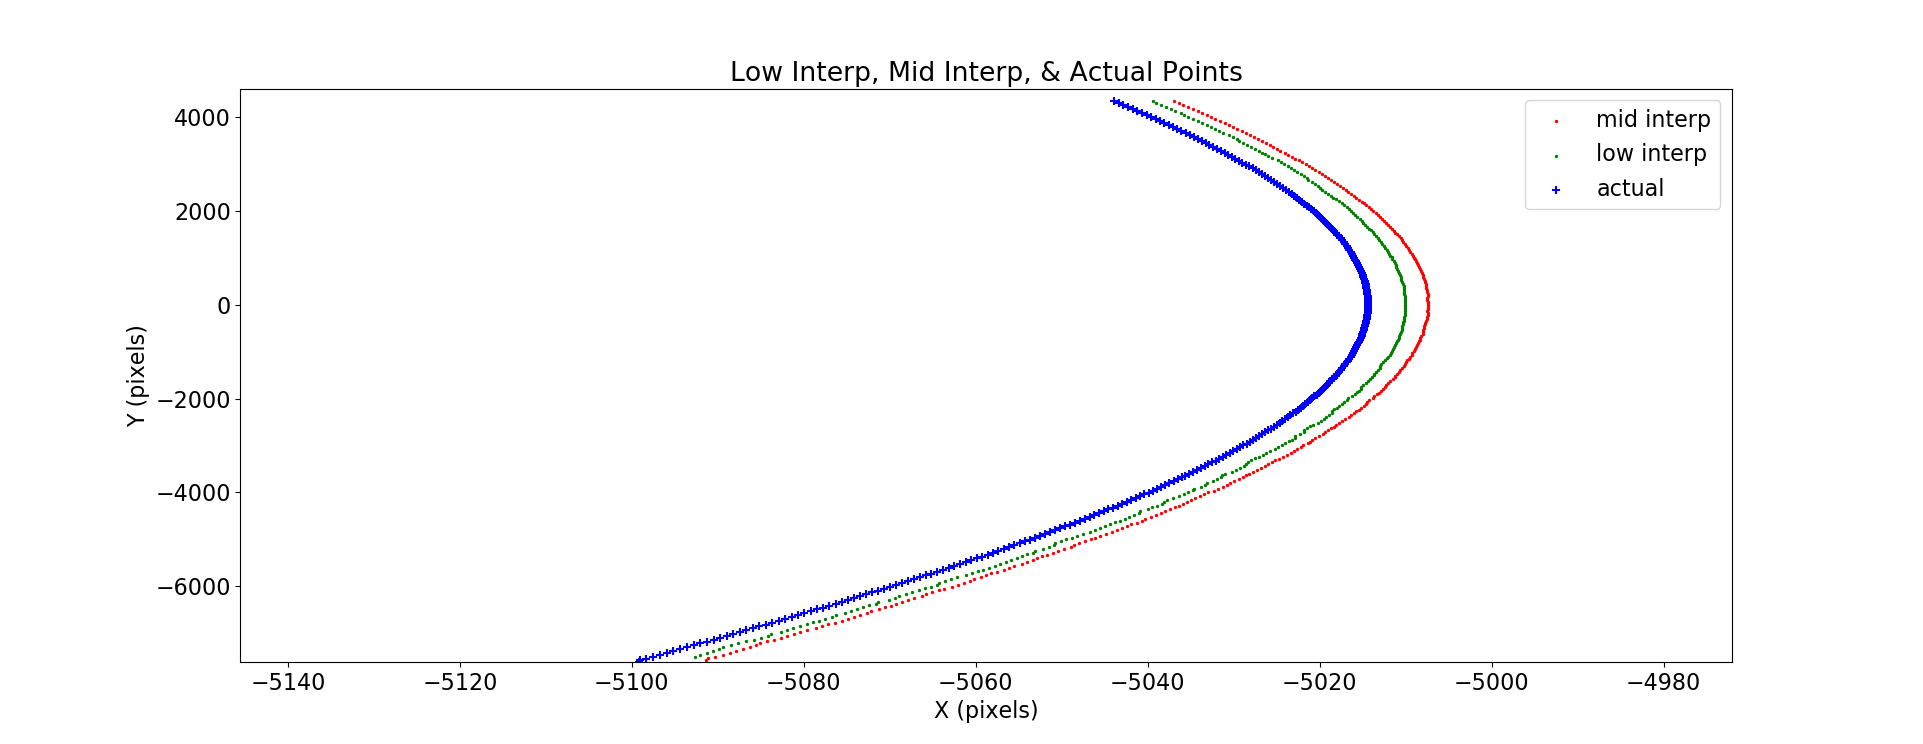 Low Interp, Mid Interp, & Actual Points
mid interp
low interp
actual
4000
2000
0
−2000
−4000
−6000
Y (pixels)
−5140 −5120 −5100 −5080 −5060 −5040 −5020 −5000 −4980
X (pixels)